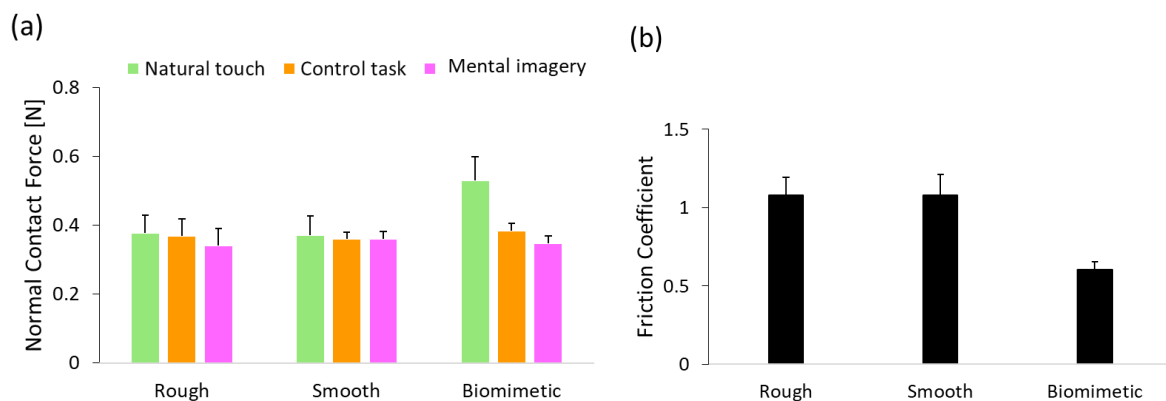 (a)
Natural touch Control task Mental imagery
Normal Contact Force [N]
0.8
0.6
0.4
0.2
0
Rough Smooth Biomimetic
(b)
Friction Coefficient
1.5
1
0.5
0
Rough Smooth Biomimetic